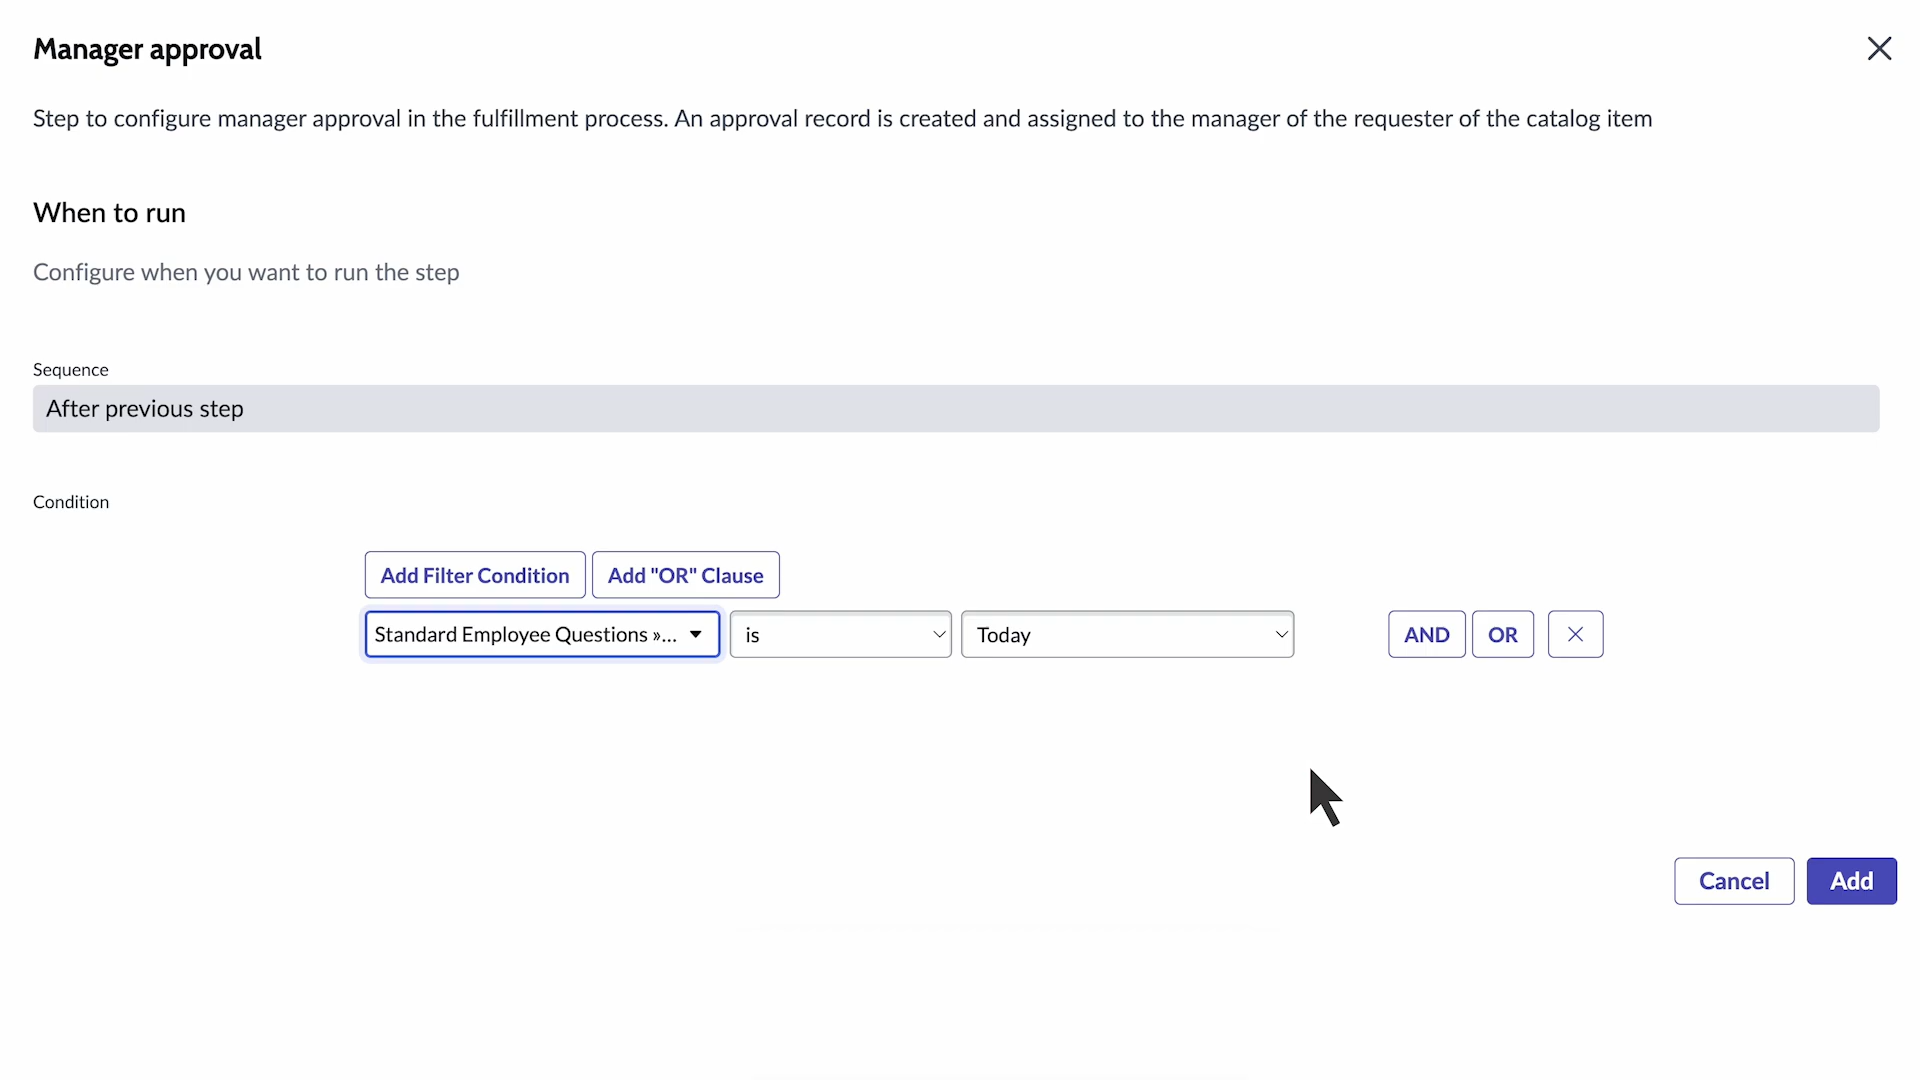 Manager approval
Step to configure manager approval in the fulfillment process. An approval record is created and assigned to the manager of the requester of the catalog item
When to run
Configure when you want to run the step
Sequence
After previous step
Condition
Add Filter Condition Add "OR" Clause
Standard Employee Questions »... is Today AND OR
Cancel Add